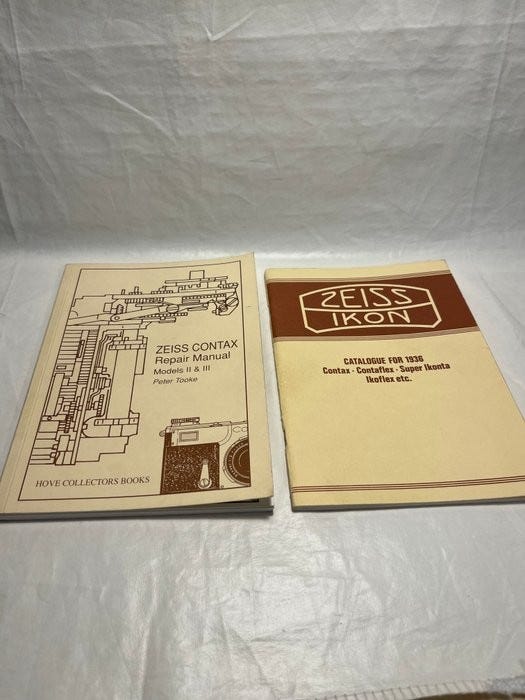 ZEISS CONTAX
Repair Manual
Models II & III
Peter Tooke
HOVE COLLECTORS BOOKS
ZEISS
IKON
CATALOGUE FOR 1936
Contax - Contaflex - Super Ikonta
Ikoflex etc.